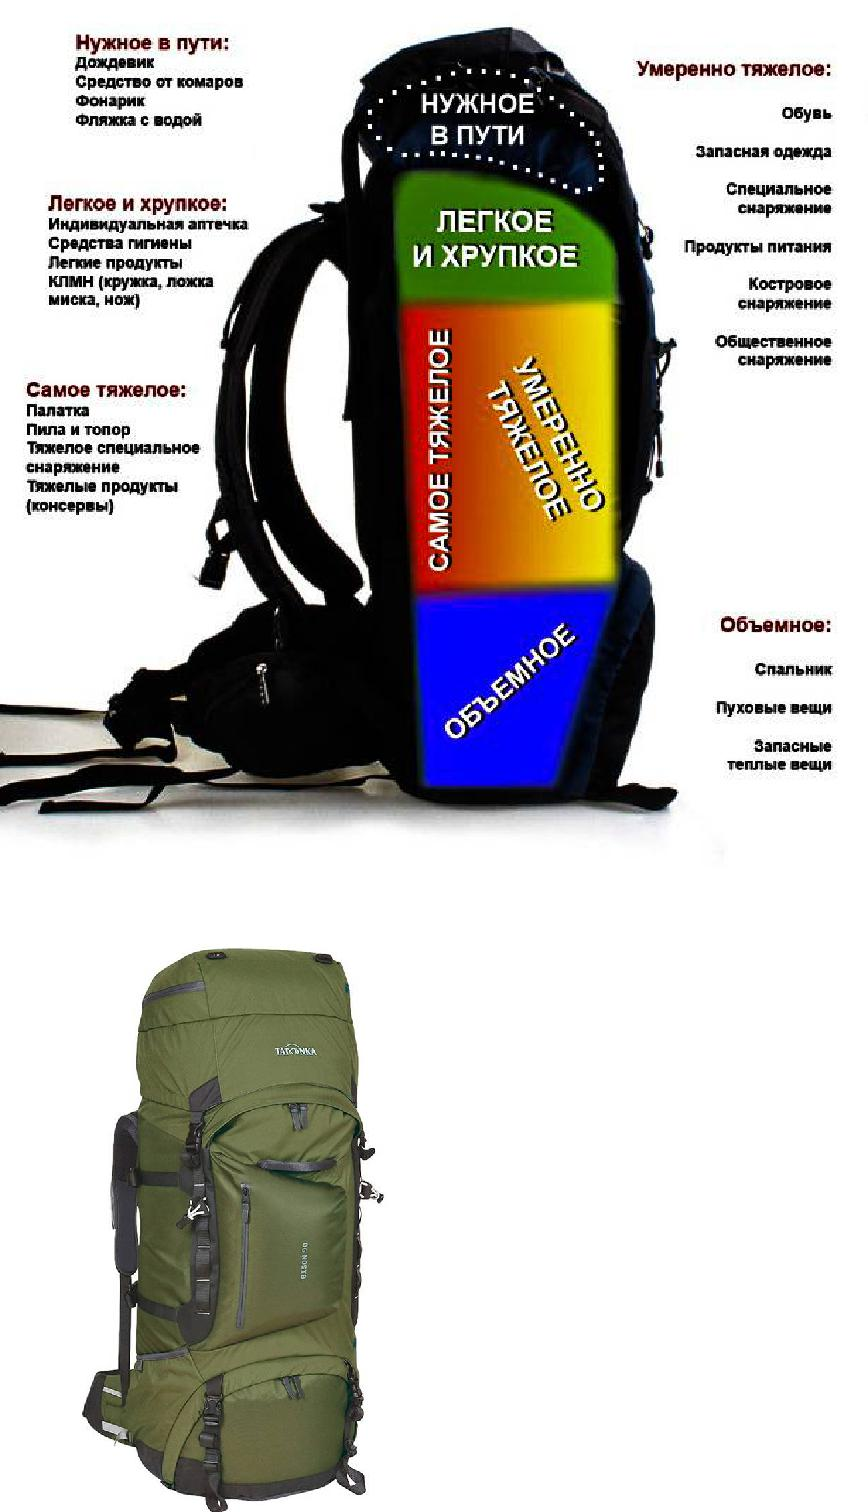 Нужное в пути:
Дождевик
Средство от комаров
Фонарик
Фляжка с водой
Легкое и хрупкое:
Индивидуальная аптечка
Средства гигиены
Легкие продукты
КЛМН (кружка, ложка
миска, нож)
Самое тяжелое:
Палатка
Пила и топор
Тяжелое специальное
снаряжение
Тяжелые продукты
(консервы)
НУЖНОЕ
В ПУТИ
ЛЕГКОЕ
И ХРУПКОЕ
САМОЕ ТЯЖЕЛОЕ
УМЕРЕННО
ТЯЖЕЛОЕ
ОБЪЕМНОЕ
Умеренно тяжелое:
Обувь
Запасная одежда
Специальное
снаряжение
Продукты питания
Костровое
снаряжение
Общественное
снаряжение
Объемное:
Спальник
Пуховые вещи
Запасные
теплые вещи
TATONKA